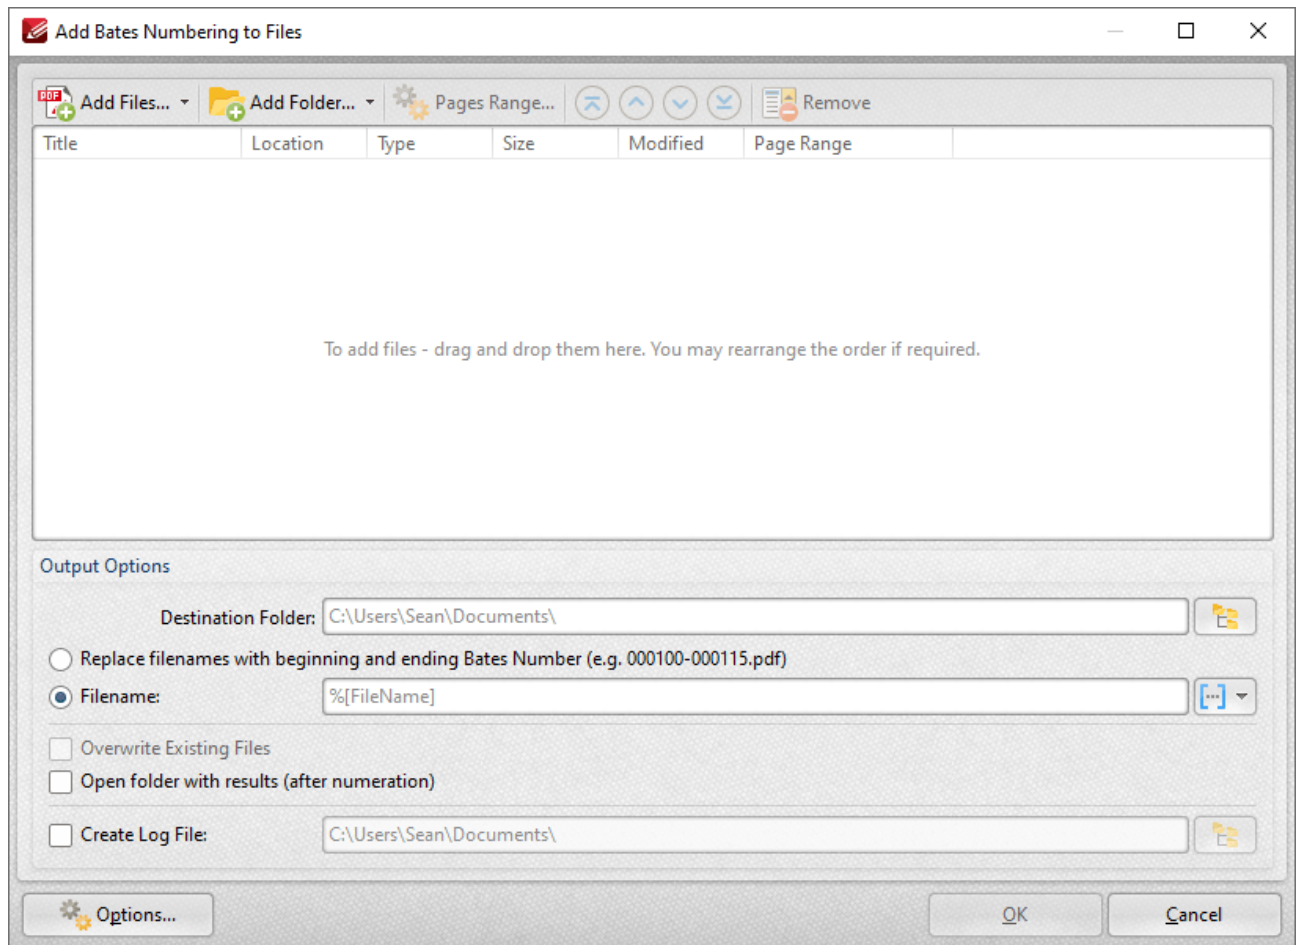 Add Bates Numbering to Files
PDF Add Files... Add Folder... Pages Range... Remove
Title Location Type Size Modified Page Range
To add files - drag and drop them here. You may rearrange the order if required.
Output Options
Destination Folder: C:\Users\Sean\Documents\
Replace filenames with beginning and ending Bates Number (e.g. 000100-000115.pdf)
Filename: %[FileName]
Overwrite Existing Files
Open folder with results (after numeration)
Create Log File: C:\Users\Sean\Documents\
Options... OK Cancel